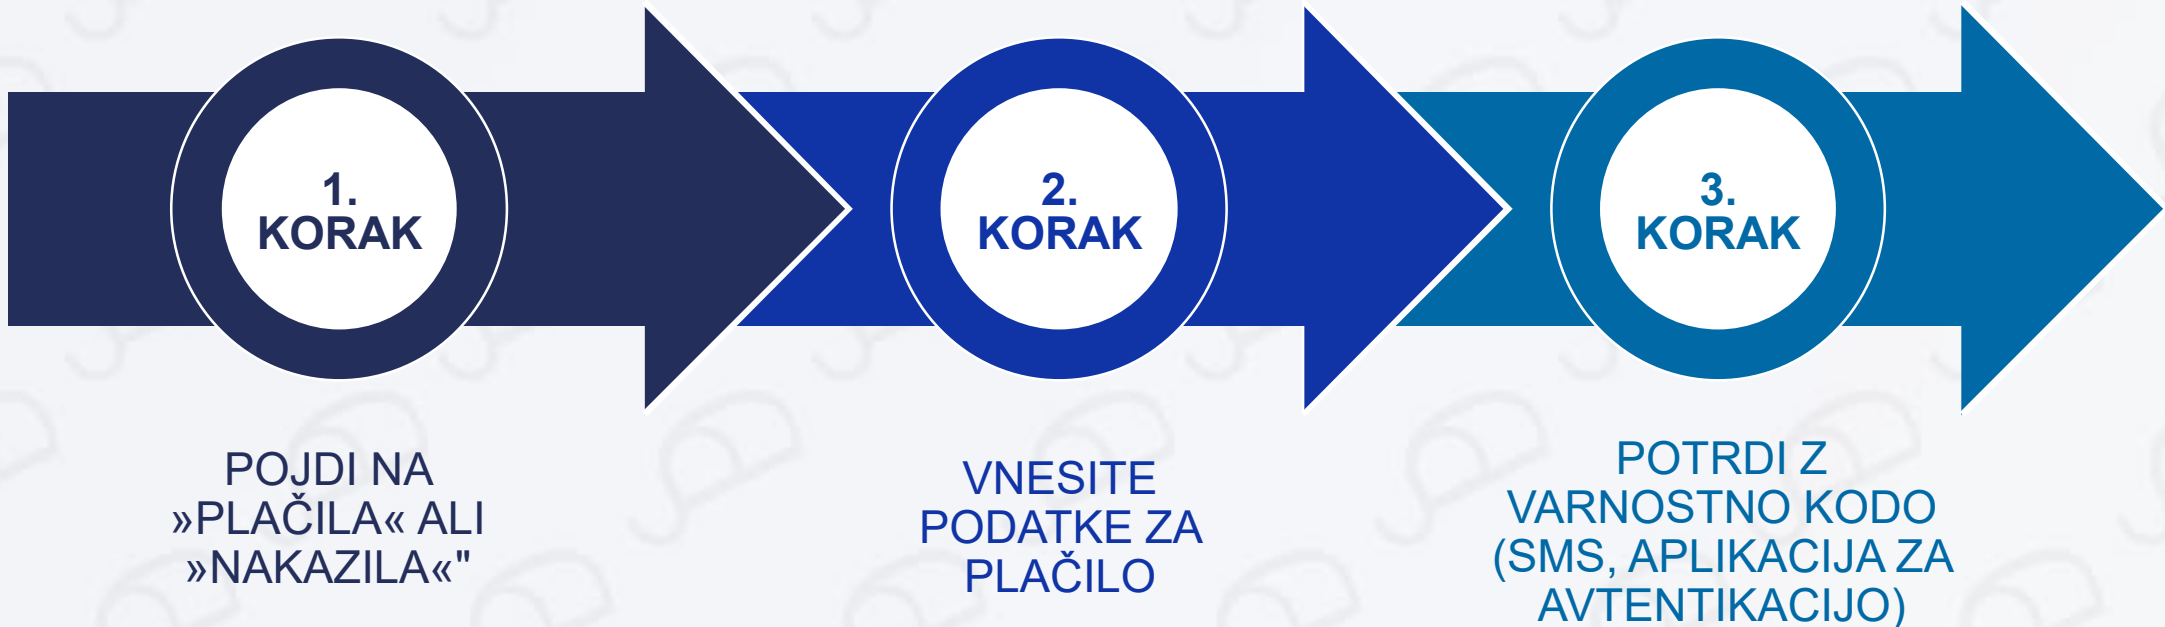 1.
KORAK
POJDI NA
»PLAČILA« ALI
»NAKAZILA«"
2.
KORAK
VNESITE
PODATKE ZA
PLAČILO
3.
KORAK
POTRDI Z
VARNOSTNO KODO
(SMS, APLIKACIJA ZA
AVTENTIKACIJO)